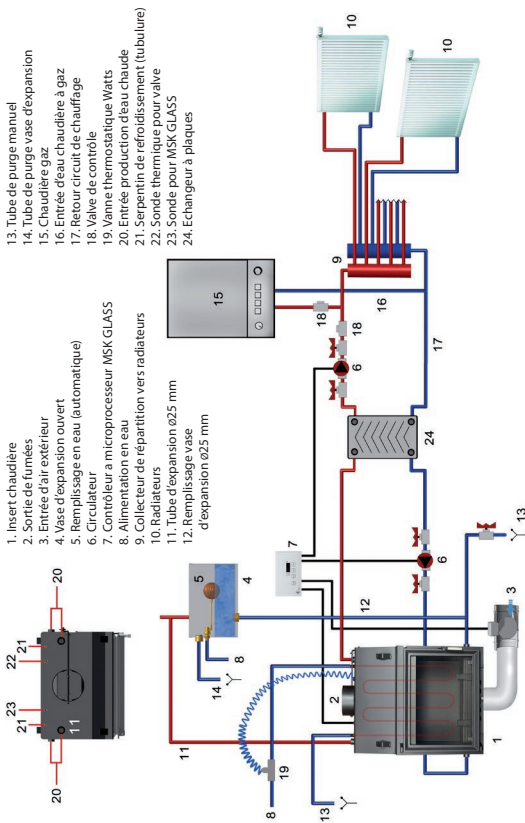 1. Insert chaudière
2. Sortie de fumées
3. Entrée d'air extérieur
4. Vase d'expansion ouvert
5. Remplissage en eau (automatique)
6. Circulateur
7. Contrôleur a microprocesseur MSK GLASS
8. Alimentation en eau
9. Collecteur de répartition vers radiateurs
10. Radiateurs
11. Tube d'expansion ø25 mm
12. Remplissage vase
d'expansion ø25 mm
13. Tube de purge manuel
14. Tube de purge vase d'expansion
15. Chaudière gaz
16. Entrée d'eau chaudière à gaz
17. Retour circuit de chauffage
18. Valve de contrôle
19. Vanne thermostatique Watts
20. Entrée production d'eau chaude
21. Serpentin de refroidissement (tubulure)
22. Sonde thermique pour valve
23. Sonde pour MSK GLASS
24. Echangeur à plaques
20
21
22
23
21
11
20
11
14
8
5
4
7
15
18
18
9
10
10
8
19
2
13
12
6
6
24
16
17
1
3
13